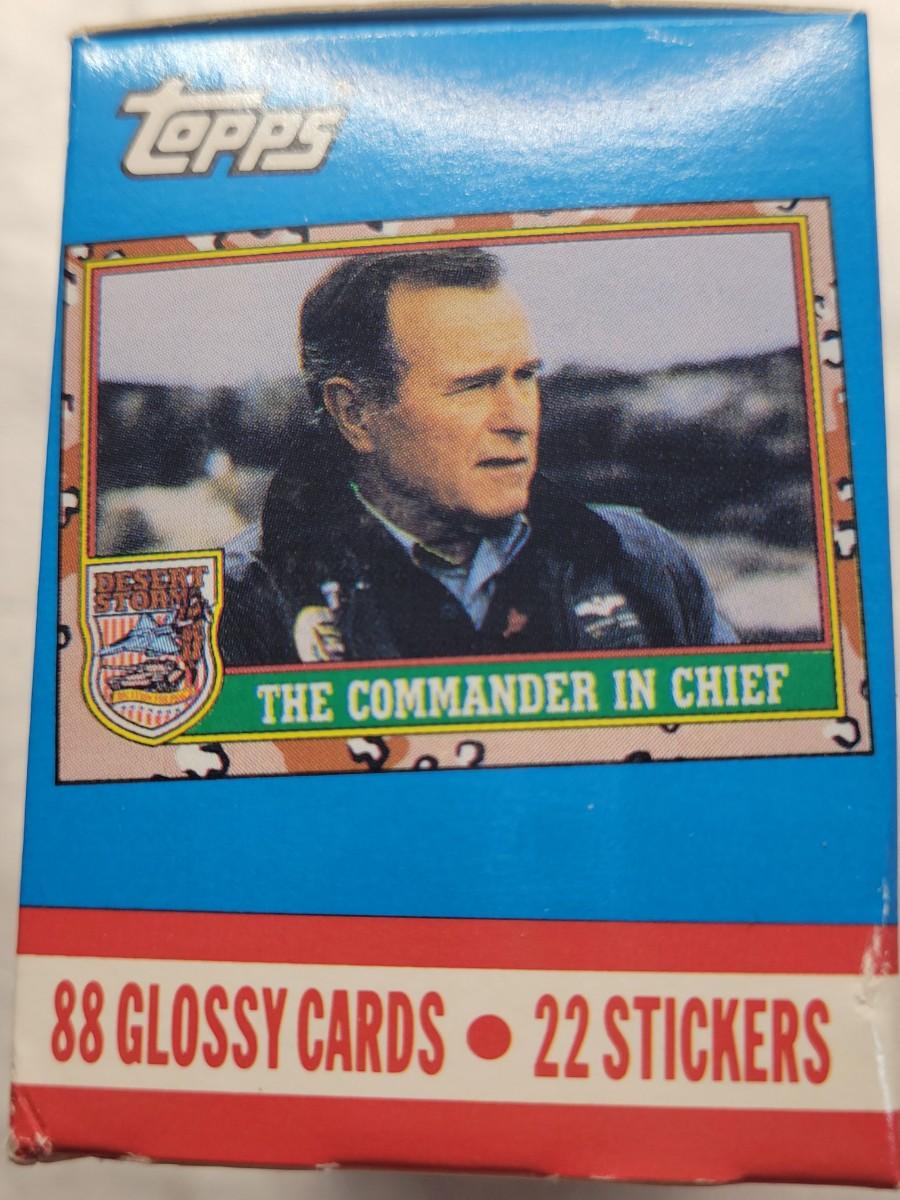 Topps
DESERT
STORM
THE COMMANDER IN CHIEF
88 GLOSSY CARDS • 22 STICKERS